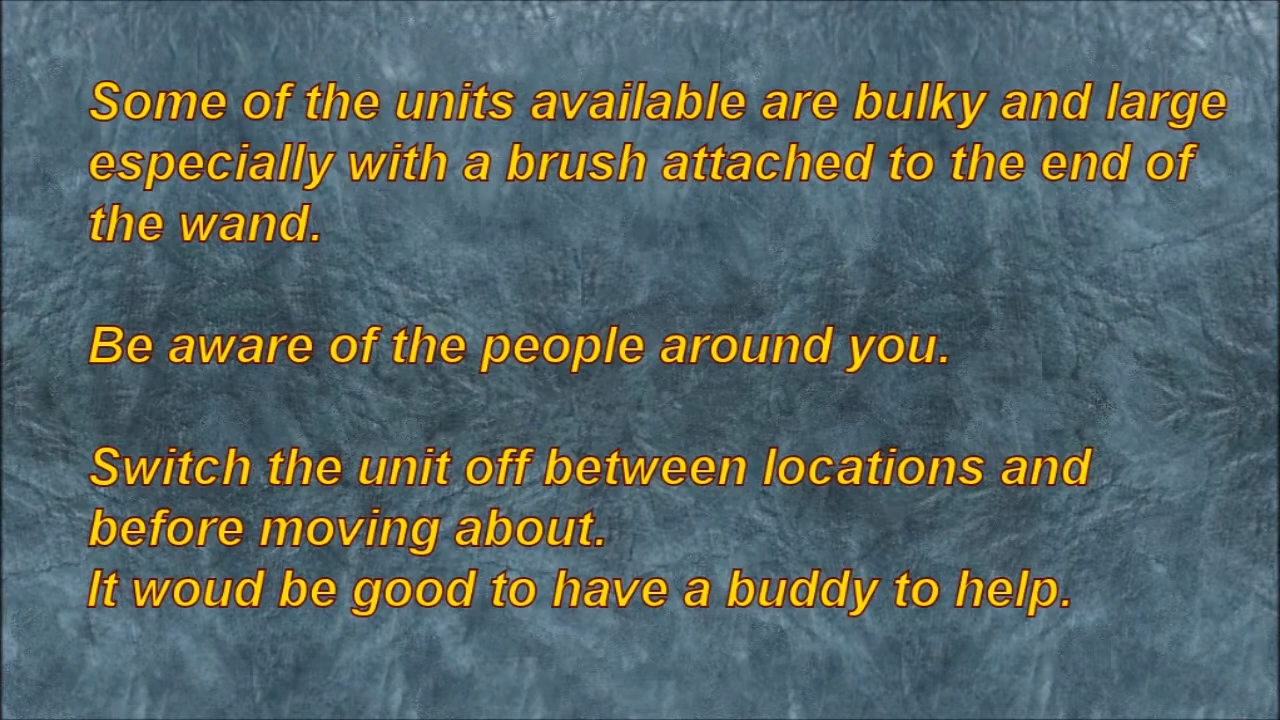 Some of the units available are bulky and large
especially with a brush attached to the end of
the wand.
Be aware of the people around you.
Switch the unit off between locations and
before moving about.
It woud be good to have a buddy to help.